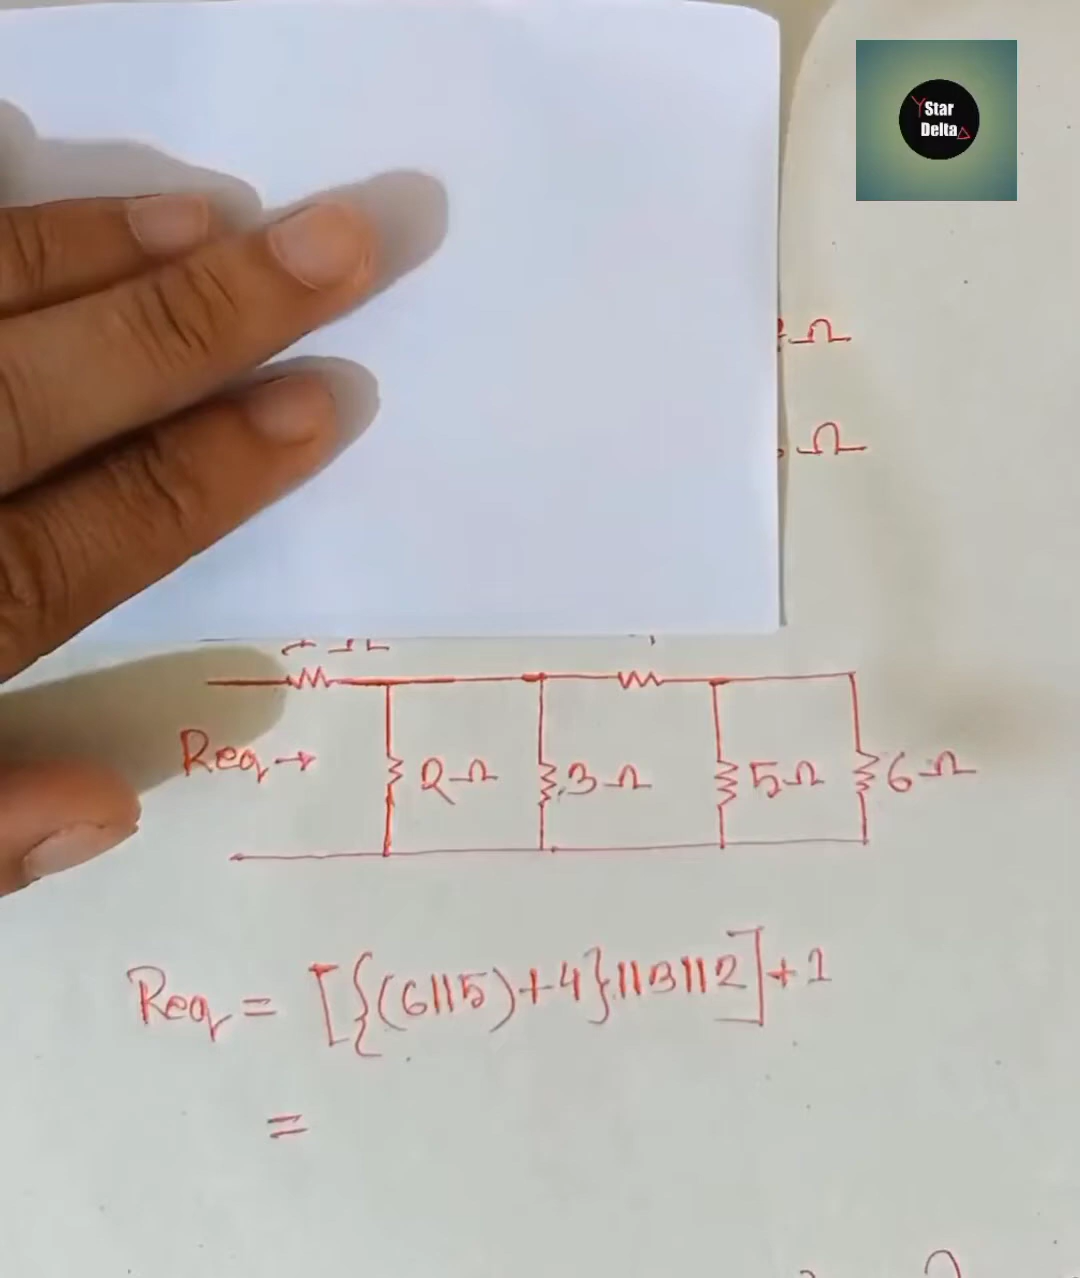 Star
Delta
Ω
Ω
Req→
2Ω
3Ω
5Ω
6Ω
Req = [{(6||5)+4}||3||2]+1
=